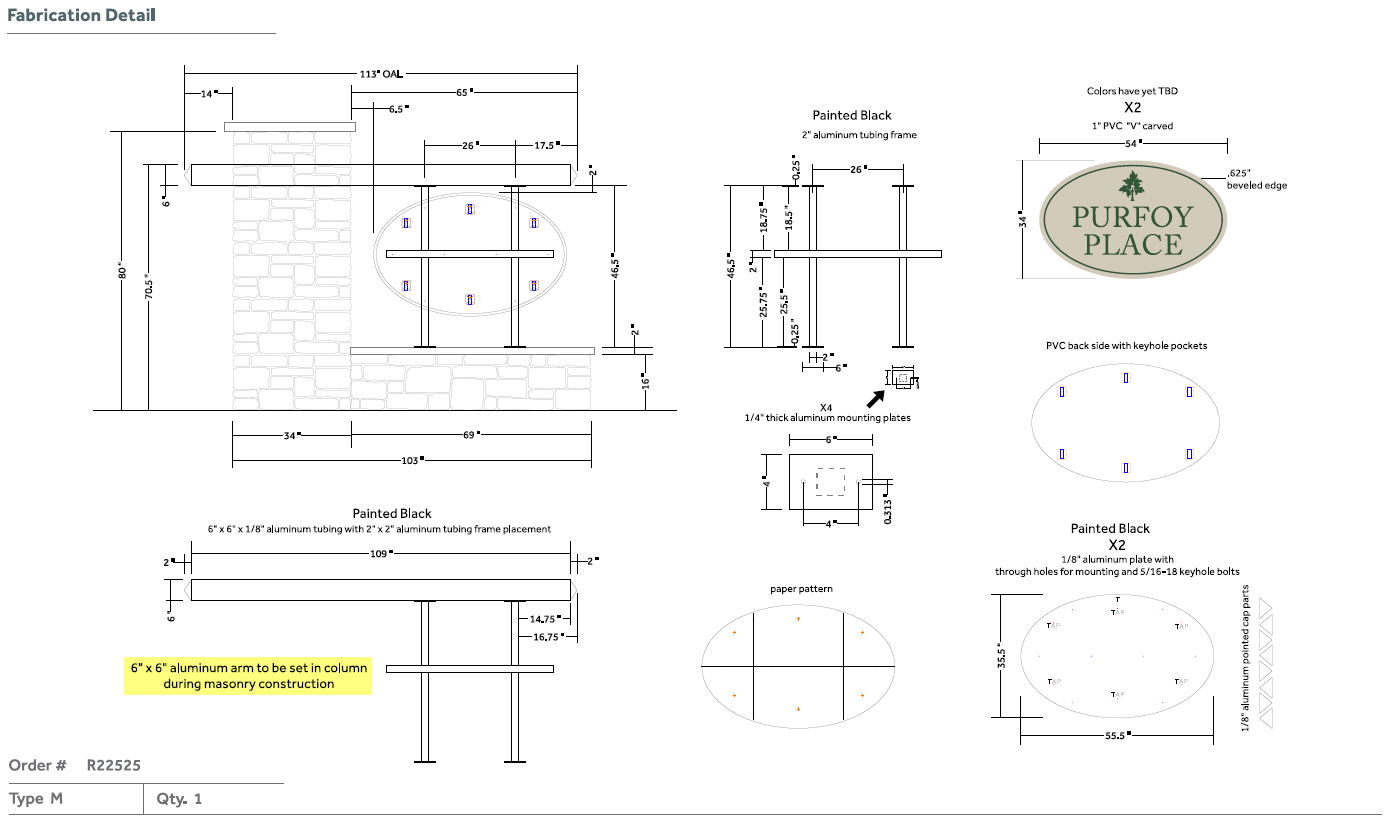 Fabrication Detail
113" OAL
14"
65"
6.5"
26"
17.5"
2"
6"
80"
70.5"
46.5"
2"
16"
34"
69"
103"
Painted Black
6" x 6" x 1/8" aluminum tubing with 2" x 2" aluminum tubing frame placement
109"
2"
2"
6"
14.75"
16.75"
6" x 6" aluminum arm to be set in column
during masonry construction
Painted Black
2" aluminum tubing frame
0.25"
26"
18.75"
18.5"
46.5"
2"
25.75"
25.5"
0.25"
2"
6"
X4
1/4" thick aluminum mounting plates
6"
4"
4"
0.313"
paper pattern
Colors have yet TBD
X2
1" PVC "V" carved
54"
.625"
beveled edge
34"
PURFOY
PLACE
PVC back side with keyhole pockets
Painted Black
X2
1/8" aluminum plate with
through holes for mounting and 5/16-18 keyhole bolts
T
TAP
TAP
TAP
TAP
TAP
TAP
35.5"
55.5"
1/8" aluminum pointed cap parts
Order # R22525
Type M
Qty. 1